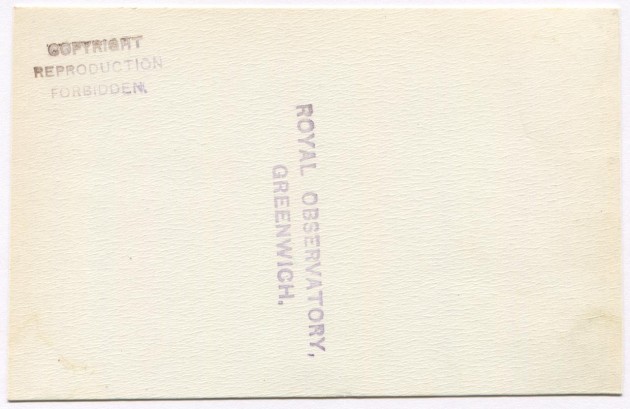 COPYRIGHT
REPRODUCTION
FORBIDDEN.
ROYAL OBSERVATORY,
GREENWICH.